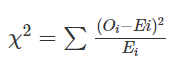 χ² = ∑ (Oᵢ–Ei)² / Eᵢ